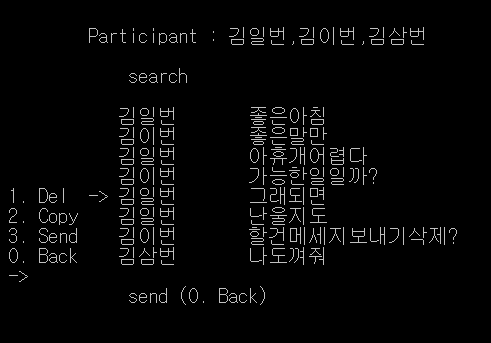 Participant : 김일번,김이번,김삼번
search
김일번 좋은아침
김이번 좋은말만
김일번 아휴개어렵다
김이번 가능한일일까?
1. Del -> 김일번 그래되면
2. Copy 김일번 난울지도
3. Send 김이번 할건메세지보내기삭제?
0. Back 김삼번 나도껴줘
->
send (0. Back)